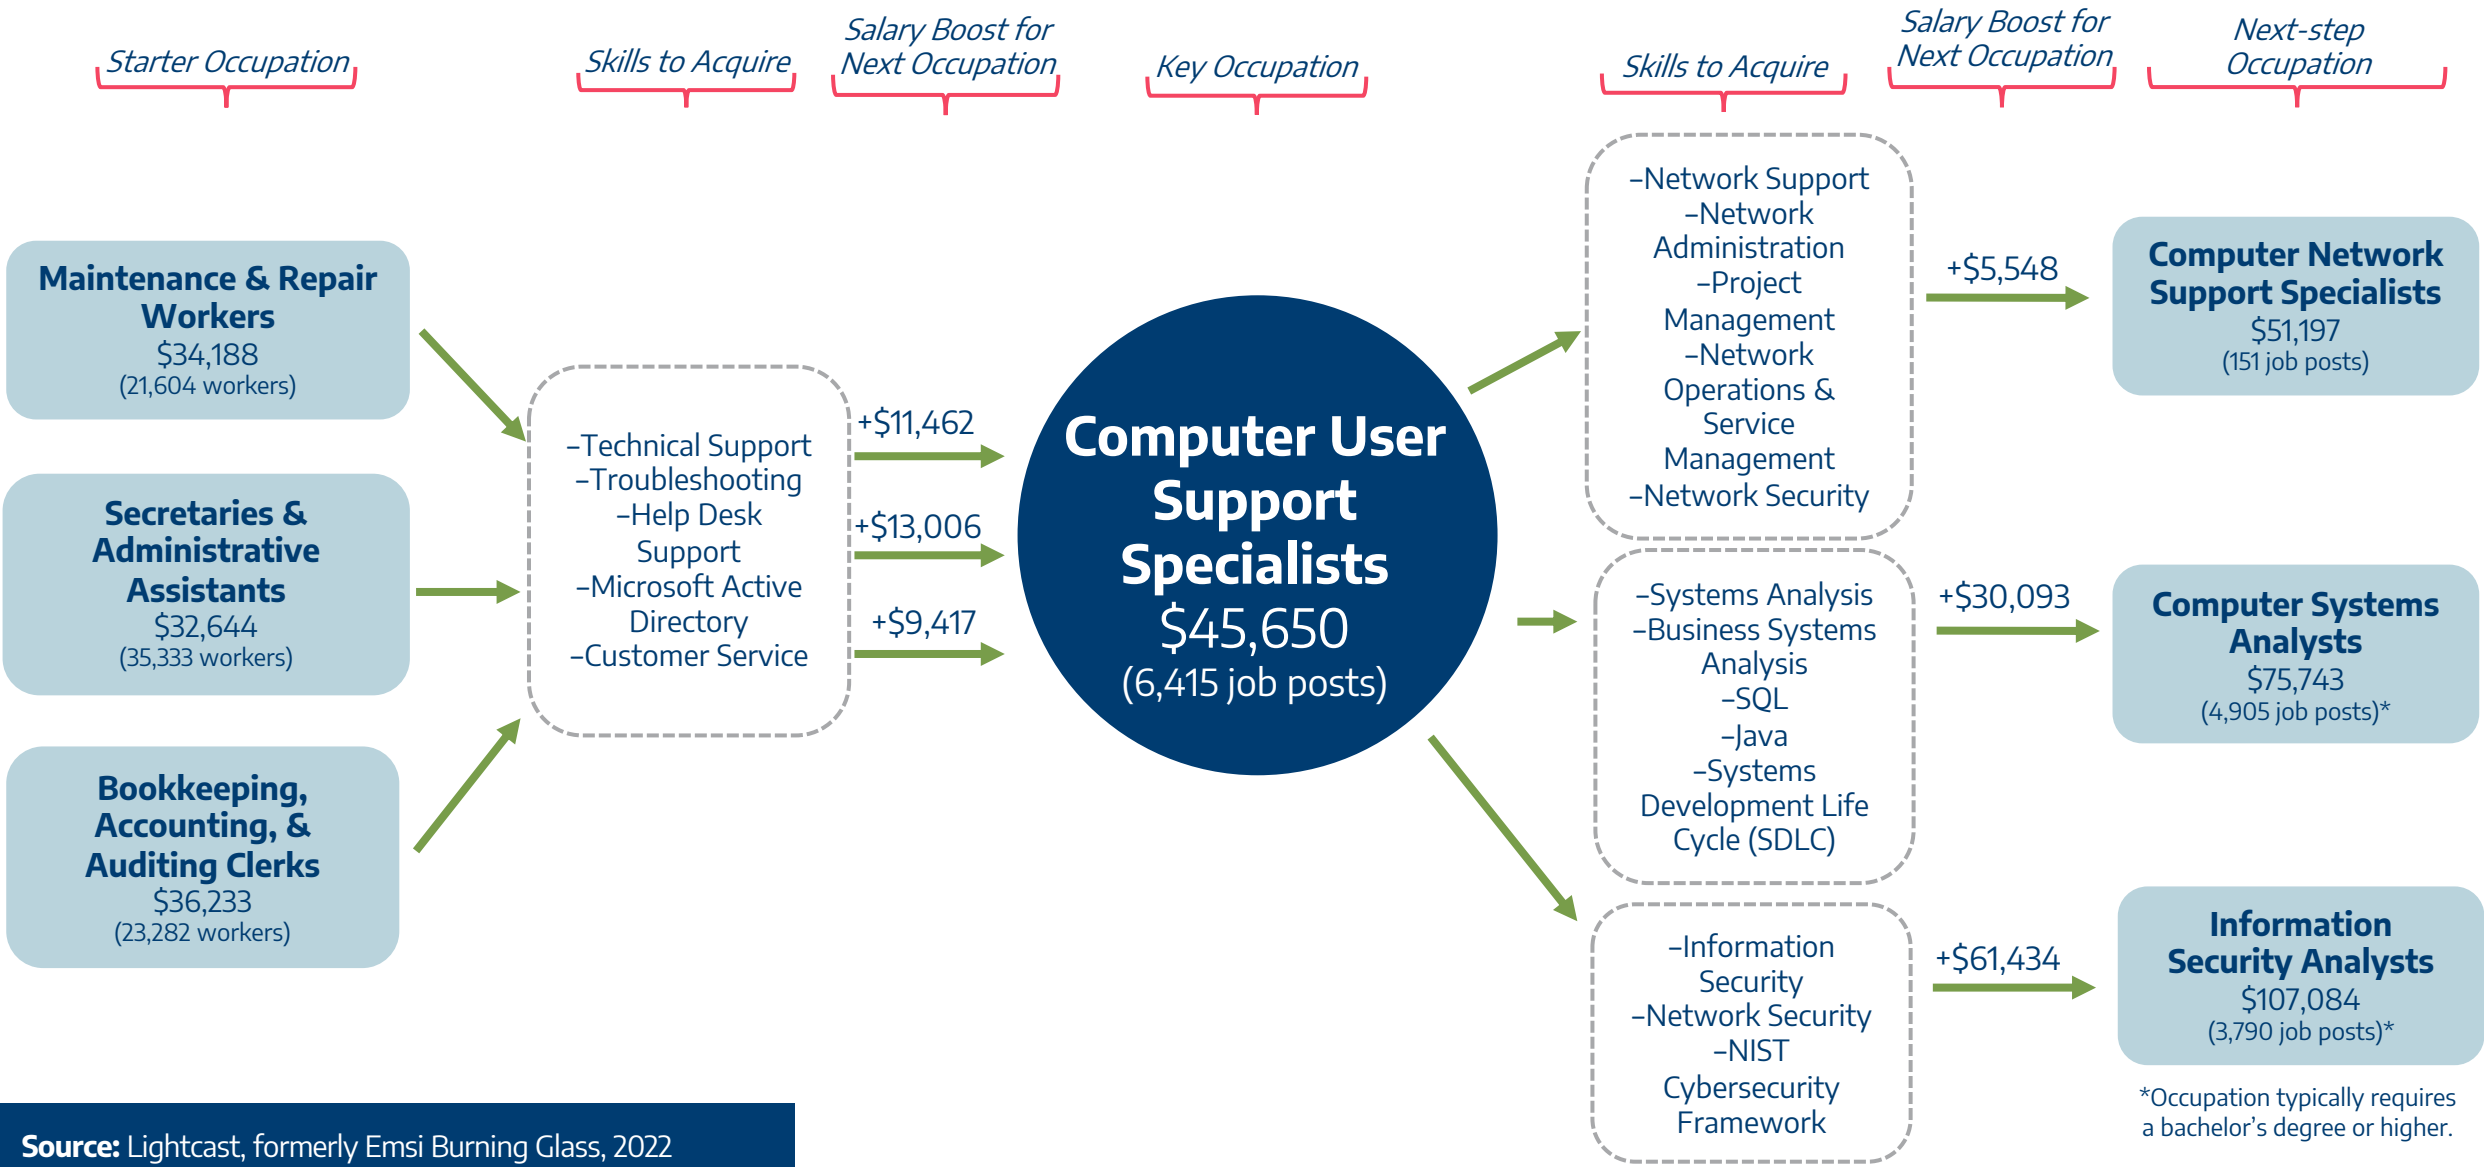 Starter Occupation
Skills to Acquire
Salary Boost for
Next Occupation
Key Occupation
Skills to Acquire
Salary Boost for
Next Occupation
Next-step
Occupation
Maintenance & Repair
Workers
$34,188
(21,604 workers)
Secretaries &
Administrative
Assistants
$32,644
(35,333 workers)
Bookkeeping,
Accounting, &
Auditing Clerks
$36,233
(23,282 workers)
–Technical Support
–Troubleshooting
–Help Desk
Support
–Microsoft Active
Directory
–Customer Service
+$11,462
+$13,006
+$9,417
Computer User
Support
Specialists
$45,650
(6,415 job posts)
–Network Support
–Network
Administration
–Project
Management
–Network
Operations &
Service
Management
–Network Security
+$5,548
Computer Network
Support Specialists
$51,197
(151 job posts)
–Systems Analysis
–Business Systems
Analysis
–SQL
–Java
–Systems
Development Life
Cycle (SDLC)
+$30,093
Computer Systems
Analysts
$75,743
(4,905 job posts)*
–Information
Security
–Network Security
–NIST
Cybersecurity
Framework
+$61,434
Information
Security Analysts
$107,084
(3,790 job posts)*
*Occupation typically requires
a bachelor’s degree or higher.
Source: Lightcast, formerly Emsi Burning Glass, 2022